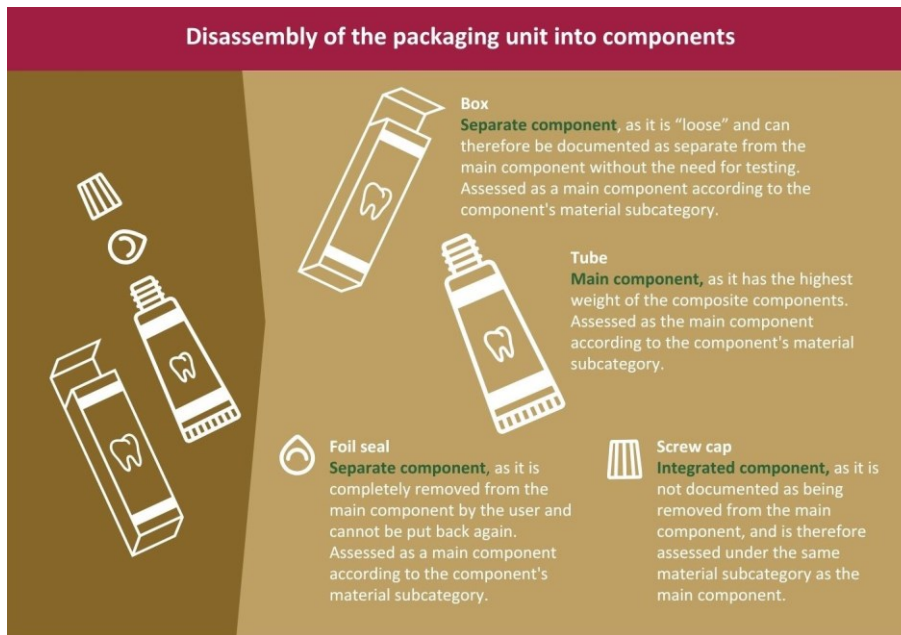 Disassembly of the packaging unit into components
Box
Separate component, as it is “loose” and can
therefore be documented as separate from the
main component without the need for testing.
Assessed as a main component according to the
component's material subcategory.
Tube
Main component, as it has the highest
weight of the composite components.
Assessed as the main component
according to the component's material
subcategory.
Foil seal
Separate component, as it is
completely removed from the
main component by the user and
cannot be put back again.
Assessed as a main component
according to the component's
material subcategory.
Screw cap
Integrated component, as it is
not documented as being
removed from the main
component, and is therefore
assessed under the same
material subcategory as the
main component.